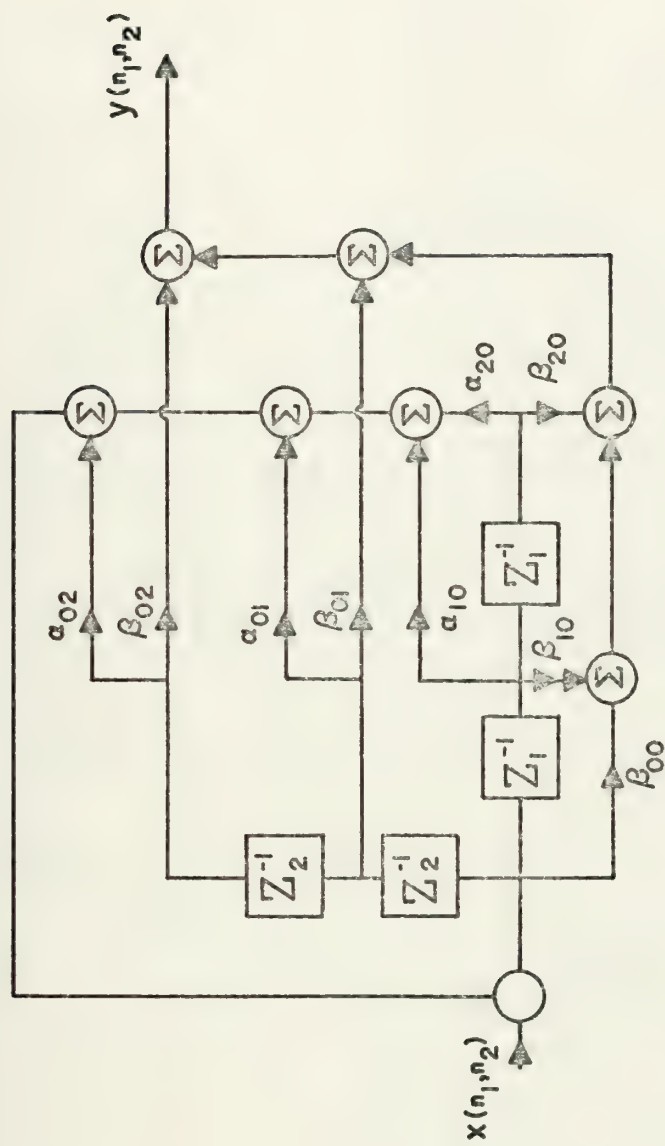 y(n₁,n₂)
Σ
Σ
Σ
Σ
Σ
Σ
Σ
α₀₂
β₀₂
α₀₁
β₀₁
α₁₀
α₂₀
β₂₀
β₁₀
β₀₀
Z₁⁻¹
Z₁⁻¹
Z₂⁻¹
Z₂⁻¹
x(n₁,n₂)